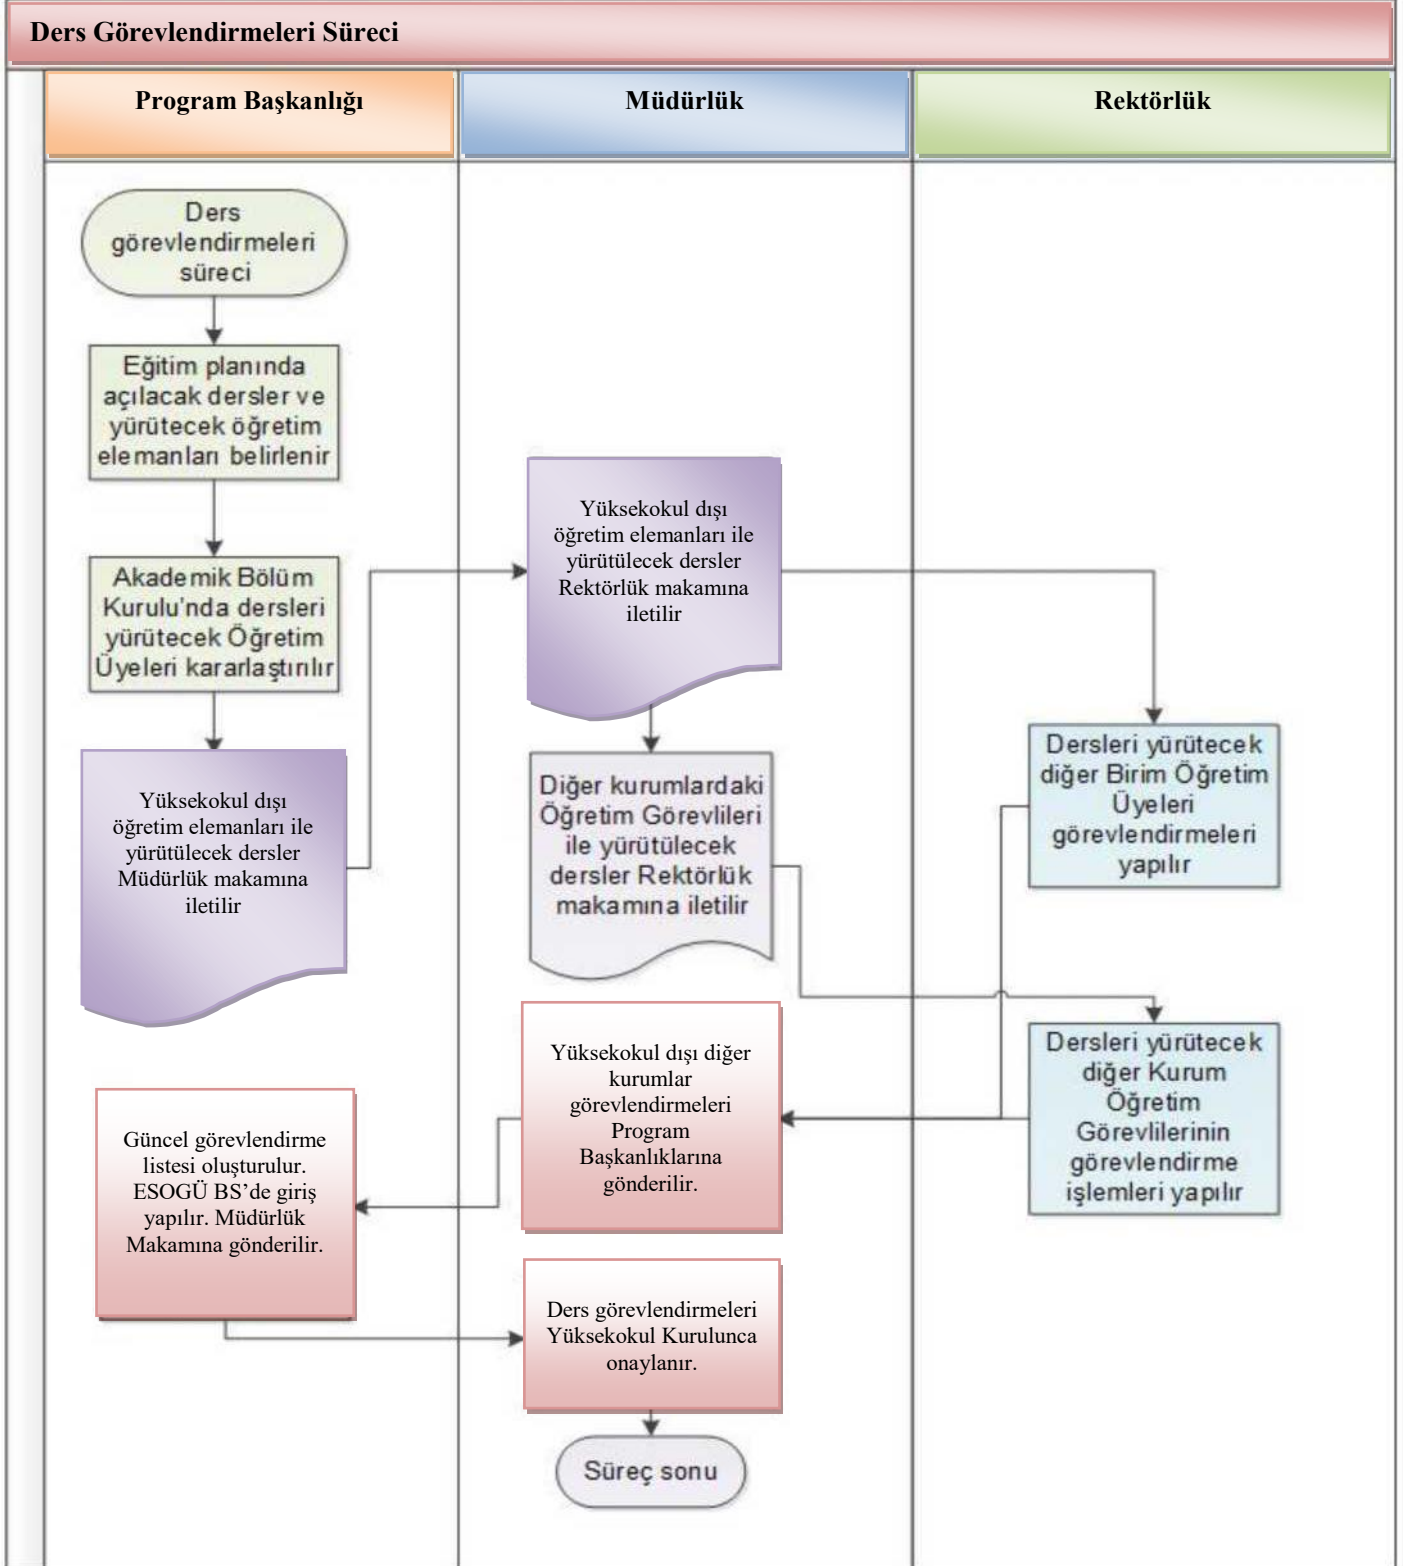 Ders Görevlendirmeleri Süreci
Program Başkanlığı
Müdürlük
Rektörlük
Ders
görevlendirmeleri
süreci
Eğitim planında
açılacak dersler ve
yürütecek öğretim
elemanları belirlenir
Akademik Bölüm
Kurulu'nda dersleri
yürütecek Öğretim
Üyeleri kararlaştırılır
Yüksekokul dışı
öğretim elemanları ile
yürütülecek dersler
Müdürlük makamına
iletilir
Yüksekokul dışı
öğretim elemanları ile
yürütülecek dersler
Rektörlük makamına
iletilir
Diğer kurumlardaki
Öğretim Görevlileri
ile yürütülecek
dersler Rektörlük
makamına iletilir
Dersleri yürütecek
diğer Birim Öğretim
Üyeleri
görevlendirmeleri
yapılır
Dersleri yürütecek
diğer Kurum
Öğretim
Görevlilerinin
görevlendirme
işlemleri yapılır
Yüksekokul dışı diğer
kurumlar
görevlendirmeleri
Program
Başkanlıklarına
gönderilir.
Güncel görevlendirme
listesi oluşturulur.
ESOGÜ BS’de giriş
yapılır. Müdürlük
Makamına gönderilir.
Ders görevlendirmeleri
Yüksekokul Kurulunca
onaylanır.
Süreç sonu